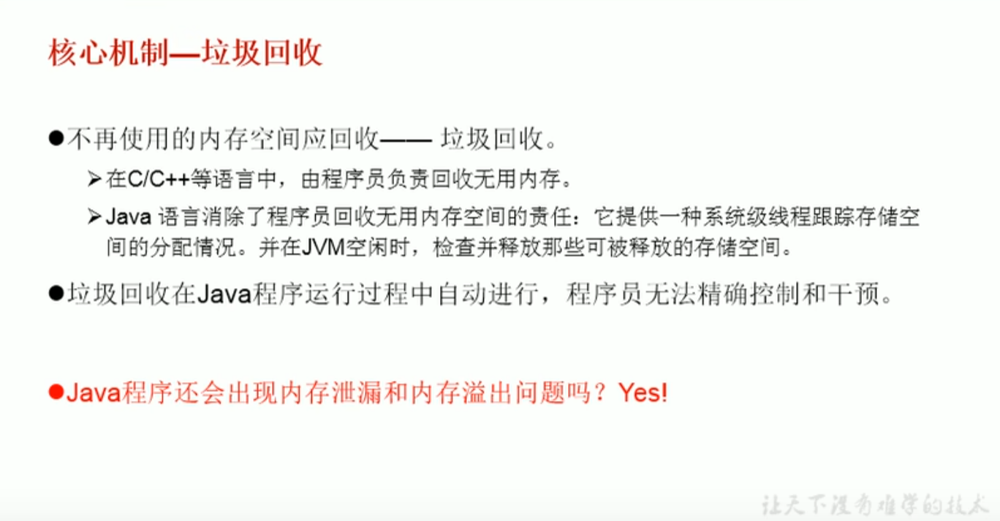 核心机制—垃圾回收
●不再使用的内存空间应回收—— 垃圾回收。
➢在C/C++等语言中，由程序员负责回收无用内存。
➢Java 语言消除了程序员回收无用内存空间的责任：它提供一种系统级线程跟踪存储空
间的分配情况。并在JVM空闲时，检查并释放那些可被释放的存储空间。
●垃圾回收在Java程序运行过程中自动进行，程序员无法精确控制和干预。
●Java程序还会出现内存泄漏和内存溢出问题吗？Yes!
让天下没有难学的技术